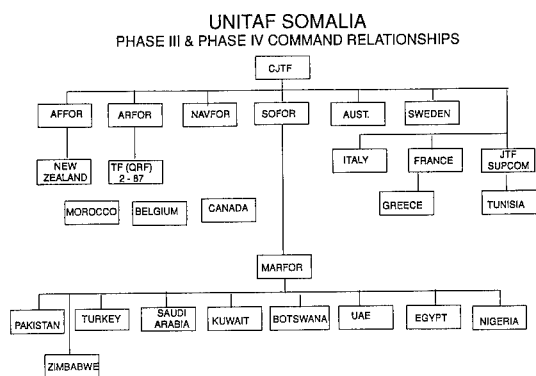 UNITAF SOMALIA
PHASE III & PHASE IV COMMAND RELATIONSHIPS
CJTF
AFFOR
ARFOR
NAVFOR
SOFOR
AUST.
SWEDEN
NEW
ZEALAND
TF (QRF)
2 - 87
ITALY
FRANCE
JTF
SUPCOM
MOROCCO
BELGIUM
CANADA
GREECE
TUNISIA
MARFOR
PAKISTAN
TURKEY
SAUDI
ARABIA
KUWAIT
BOTSWANA
UAE
EGYPT
NIGERIA
ZIMBABWE